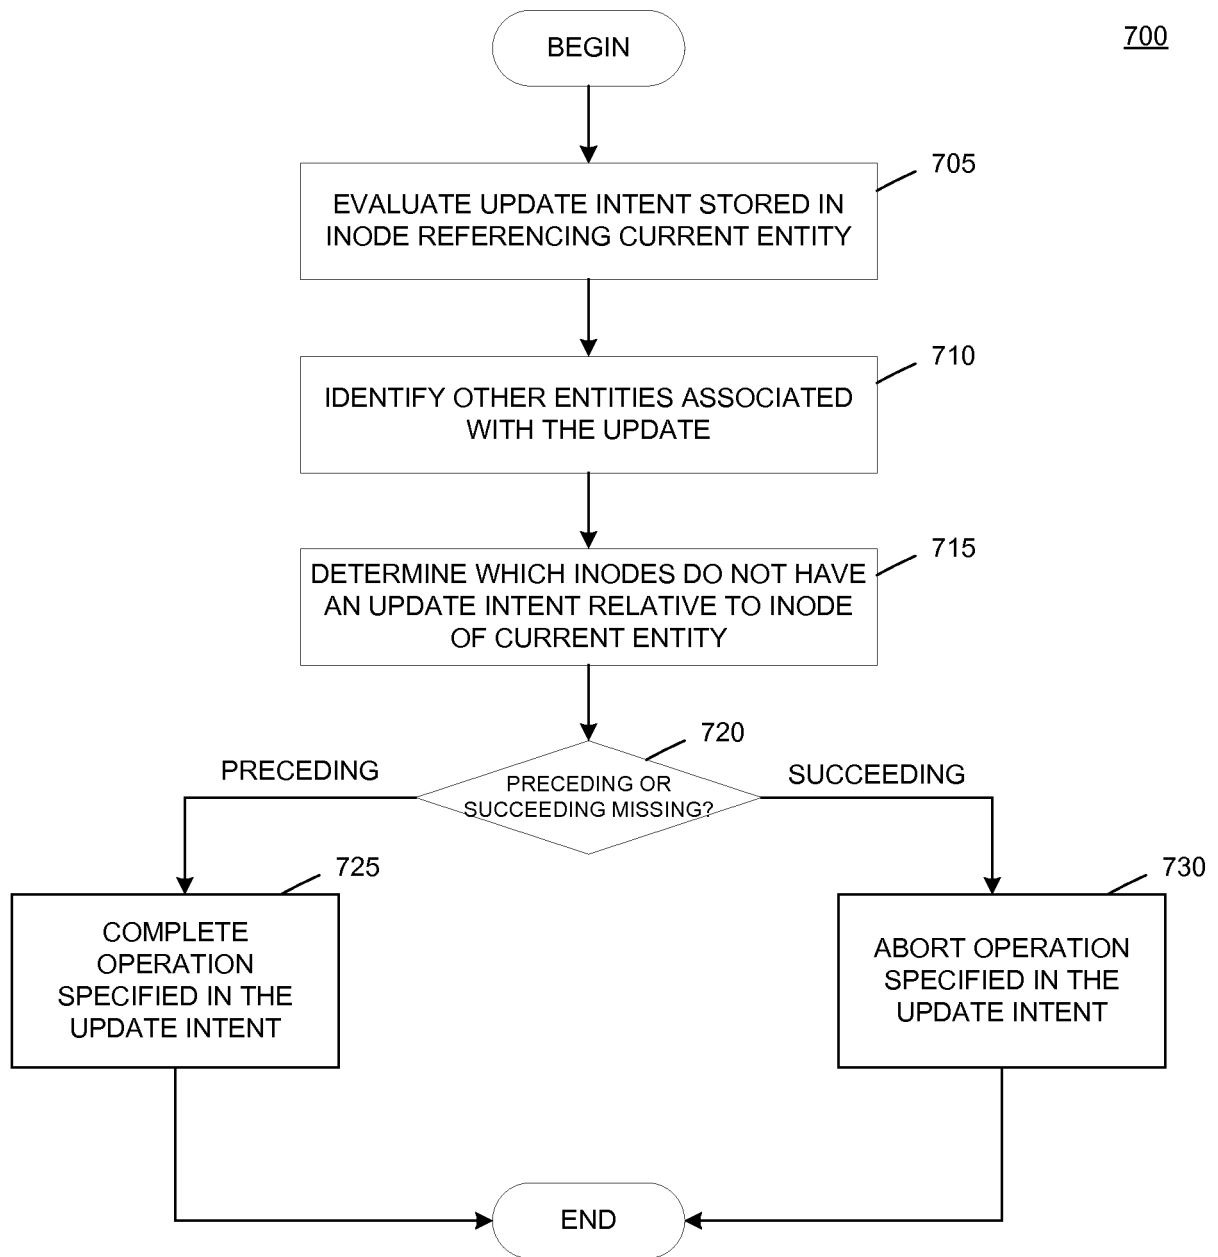 BEGIN
700
705
EVALUATE UPDATE INTENT STORED IN
INODE REFERENCING CURRENT ENTITY
710
IDENTIFY OTHER ENTITIES ASSOCIATED
WITH THE UPDATE
715
DETERMINE WHICH INODES DO NOT HAVE
AN UPDATE INTENT RELATIVE TO INODE
OF CURRENT ENTITY
720
PRECEDING
PRECEDING OR
SUCCEEDING MISSING?
SUCCEEDING
725
COMPLETE
OPERATION
SPECIFIED IN THE
UPDATE INTENT
730
ABORT OPERATION
SPECIFIED IN THE
UPDATE INTENT
END